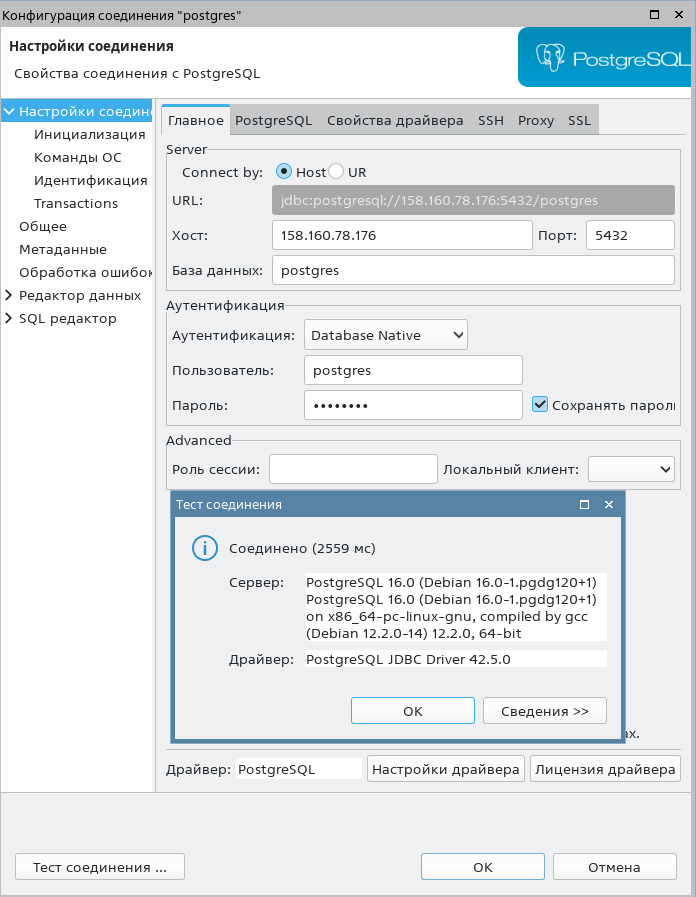 Конфигурация соединения "postgres"
Настройки соединения
Свойства соединения с PostgreSQL
PostgreSQL
Настройки соедине
Инициализация
Команды ОС
Идентификация
Transactions
Общее
Метаданные
Обработка ошибок
Редактор данных
SQL редактор
Главное PostgreSQL Свойства драйвера SSH Proxy SSL
Server
Connect by: Host UR
URL: jdbc:postgresql://158.160.78.176:5432/postgres
Хост: 158.160.78.176 Порт: 5432
База данных: postgres
Аутентификация
Аутентификация: Database Native
Пользователь: postgres
Пароль: •••••••• Сохранять парол
Advanced
Роль сессии: Локальный клиент:
Тест соединения
Соединено (2559 мс)
Сервер: PostgreSQL 16.0 (Debian 16.0-1.pgdg120+1)
PostgreSQL 16.0 (Debian 16.0-1.pgdg120+1)
on x86_64-pc-linux-gnu, compiled by gcc
(Debian 12.2.0-14) 12.2.0, 64-bit
Драйвер: PostgreSQL JDBC Driver 42.5.0
OK Сведения >>
ах.
Драйвер: PostgreSQL Настройки драйвера Лицензия драйвера
Тест соединения ... OK Отмена